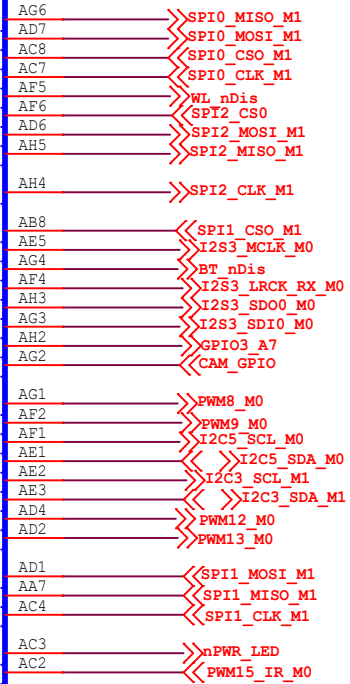 AG6 SPI0_MISO_M1
AD7 SPI0_MOSI_M1
AC8 SPI0_CSO_M1
AC7 SPI0_CLK_M1
AF5 WL_nDis
AF6 SPI2_CS0
AD6 SPI2_MOSI_M1
AH5 SPI2_MISO_M1
AH4 SPI2_CLK_M1
AB8 SPI1_CSO_M1
AE5 I2S3_MCLK_M0
AG4 BT_nDis
AF4 I2S3_LRCK_RX_M0
AH3 I2S3_SDO0_M0
AG3 I2S3_SDI0_M0
AH2 GPIO3_A7
AG2 CAM_GPIO
AG1 PWM8_M0
AF2 PWM9_M0
AF1 I2C5_SCL_M0
AE1 I2C5_SDA_M0
AE2 I2C3_SCL_M1
AE3 I2C3_SDA_M1
AD4 PWM12_M0
AD2 PWM13_M0
AD1 SPI1_MOSI_M1
AA7 SPI1_MISO_M1
AC4 SPI1_CLK_M1
AC3 nPWR_LED
AC2 PWM15_IR_M0